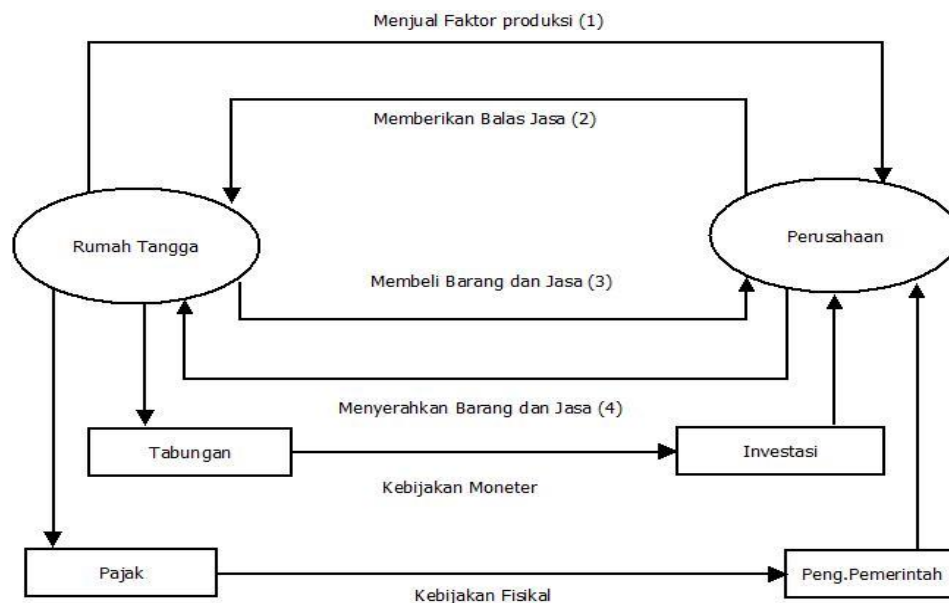 Menjual Faktor produksi (1)
Memberikan Balas Jasa (2)
Rumah Tangga
Perusahaan
Membeli Barang dan Jasa (3)
Menyerahkan Barang dan Jasa (4)
Tabungan
Investasi
Kebijakan Moneter
Pajak
Peng.Pemerintah
Kebijakan Fisikal